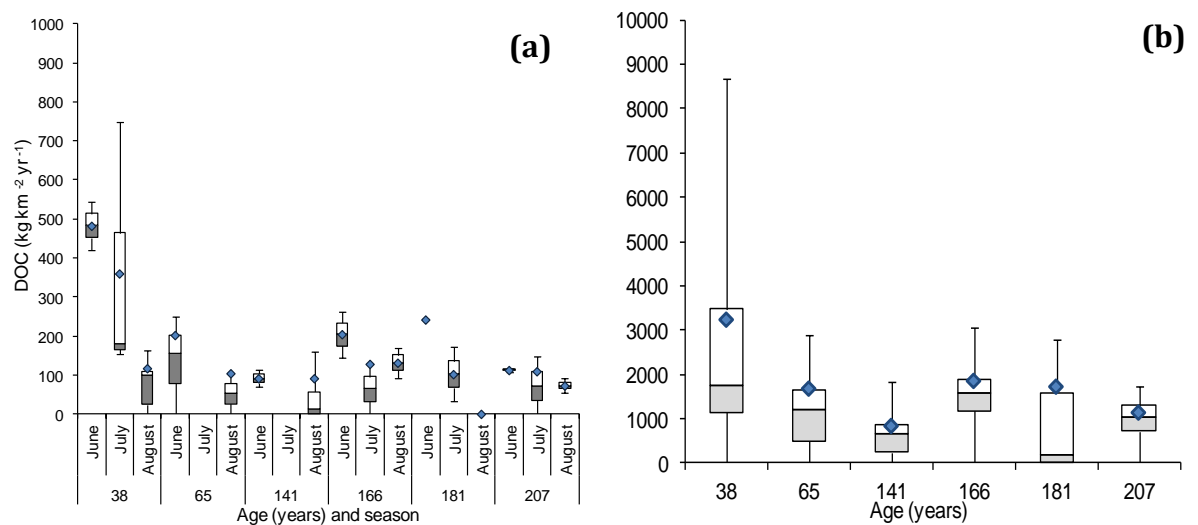 (a)
DOC (kg km -2 yr -1)
1000
900
800
700
600
500
400
300
200
100
0
June July August June July August June July August June July August June July August June July August
38 65 141 166 181 207
Age (years) and season
(b)
10000
9000
8000
7000
6000
5000
4000
3000
2000
1000
0
38 65 141 166 181 207
Age (years)